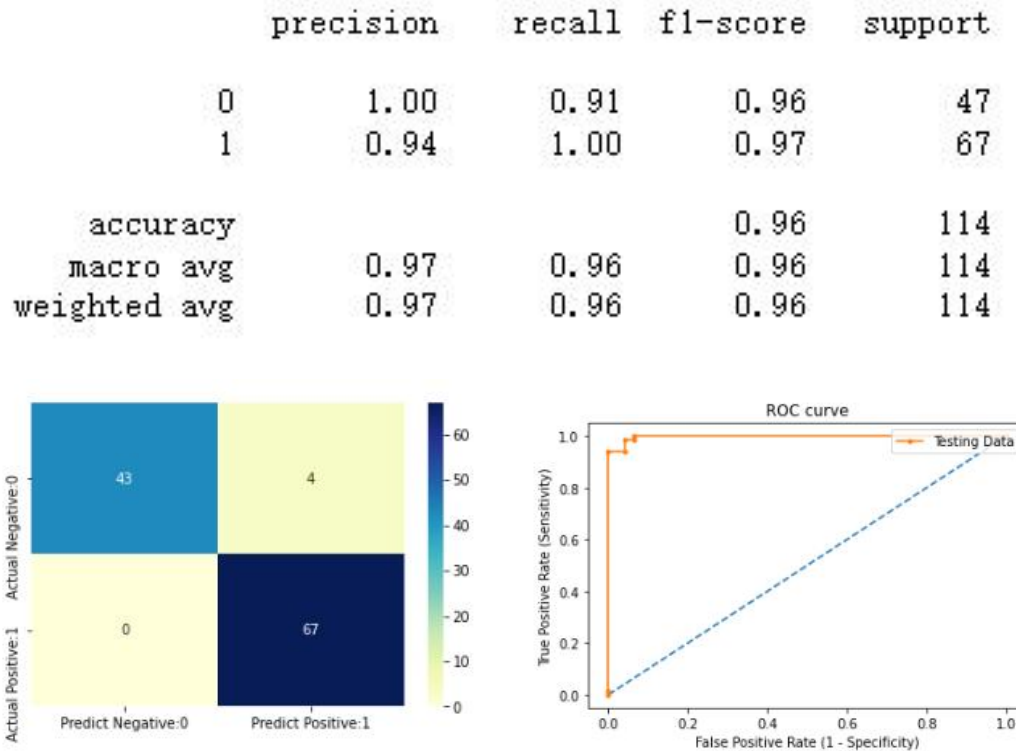 precision recall f1-score support
0 1.00 0.91 0.96 47
1 0.94 1.00 0.97 67
accuracy 0.96 114
macro avg 0.97 0.96 0.96 114
weighted avg 0.97 0.96 0.96 114
Actual Negative:0
Actual Positive:1
43 4
0 67
Predict Negative:0 Predict Positive:1
60
50
40
30
20
10
0
ROC curve
Testing Data
True Positive Rate (Sensitivity)
1.0
0.8
0.6
0.4
0.2
0.0
0.0 0.2 0.4 0.6 0.8 1.0
False Positive Rate (1 - Specificity)